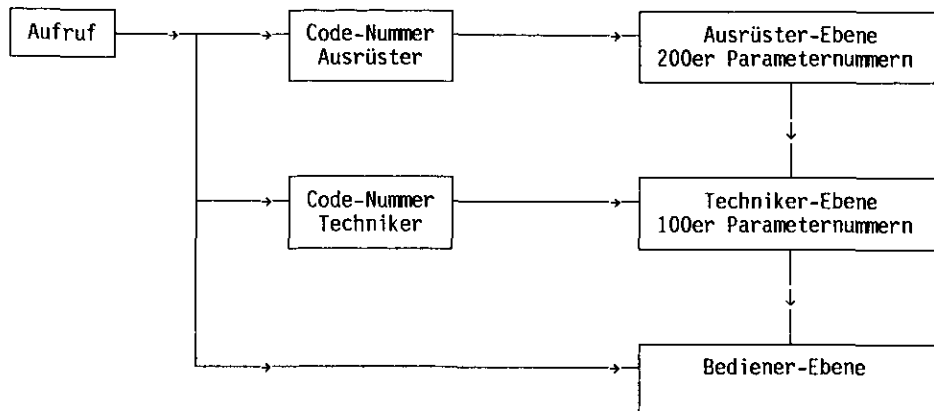 Aufruf
Code-Nummer
Ausrüster
Ausrüster-Ebene
200er Parameternummern
Code-Nummer
Techniker
Techniker-Ebene
100er Parameternummern
Bediener-Ebene